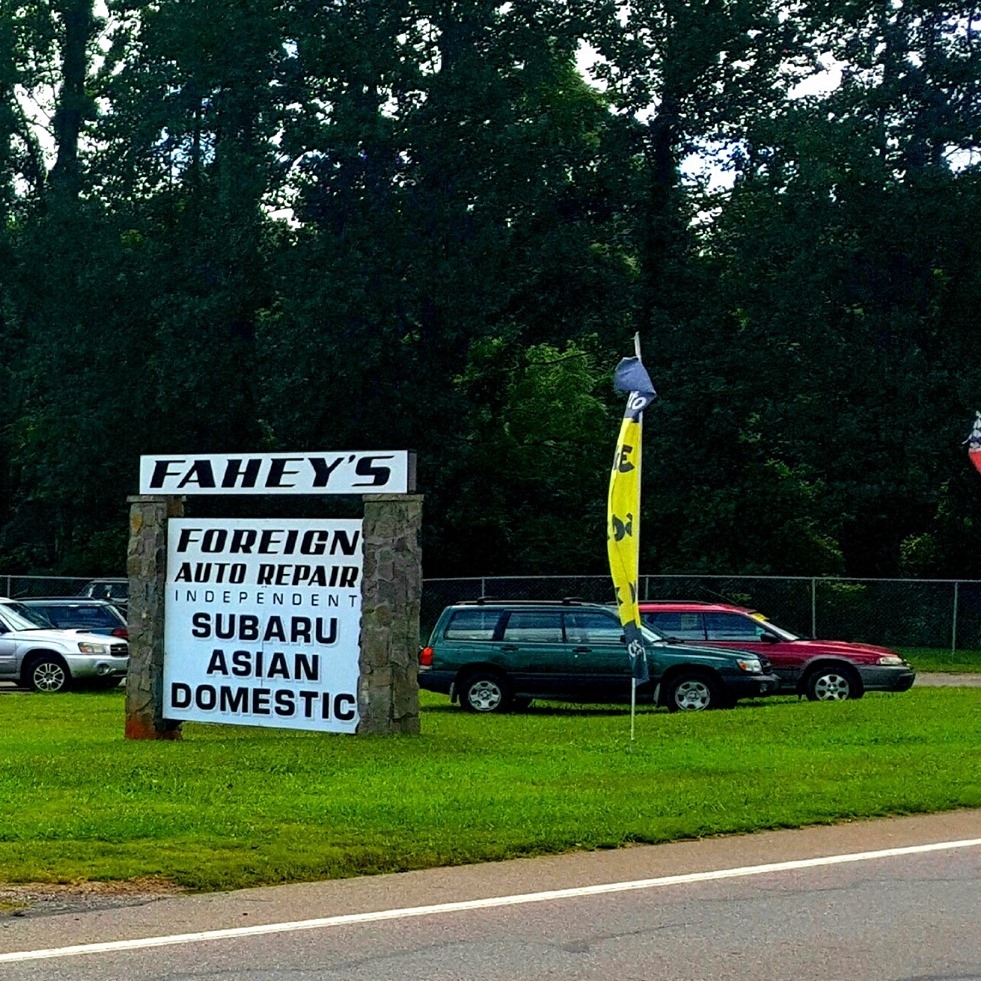 FAHEY'S
FOREIGN
AUTO REPAIR
INDEPENDENT
SUBARU
ASIAN
DOMESTIC